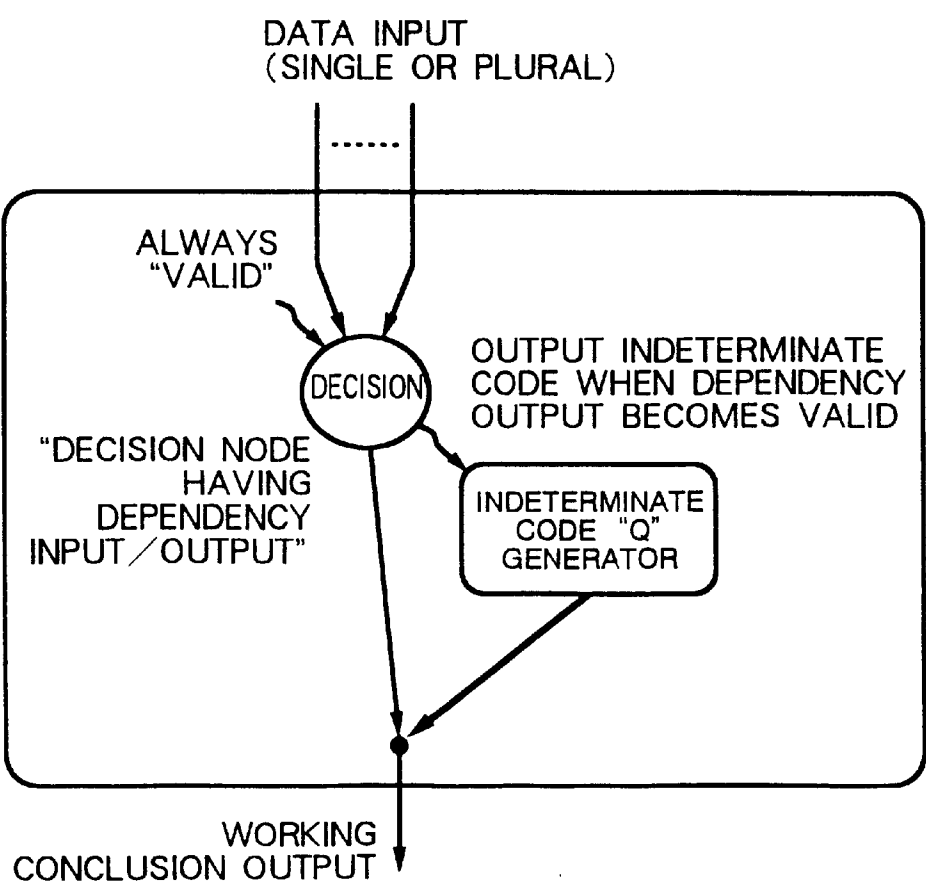 DATA INPUT
(SINGLE OR PLURAL)
ALWAYS
“VALID”
DECISION
OUTPUT INDETERMINATE
CODE WHEN DEPENDENCY
OUTPUT BECOMES VALID
“DECISION NODE
HAVING
DEPENDENCY
INPUT／OUTPUT”
INDETERMINATE
CODE “Q”
GENERATOR
WORKING
CONCLUSION OUTPUT